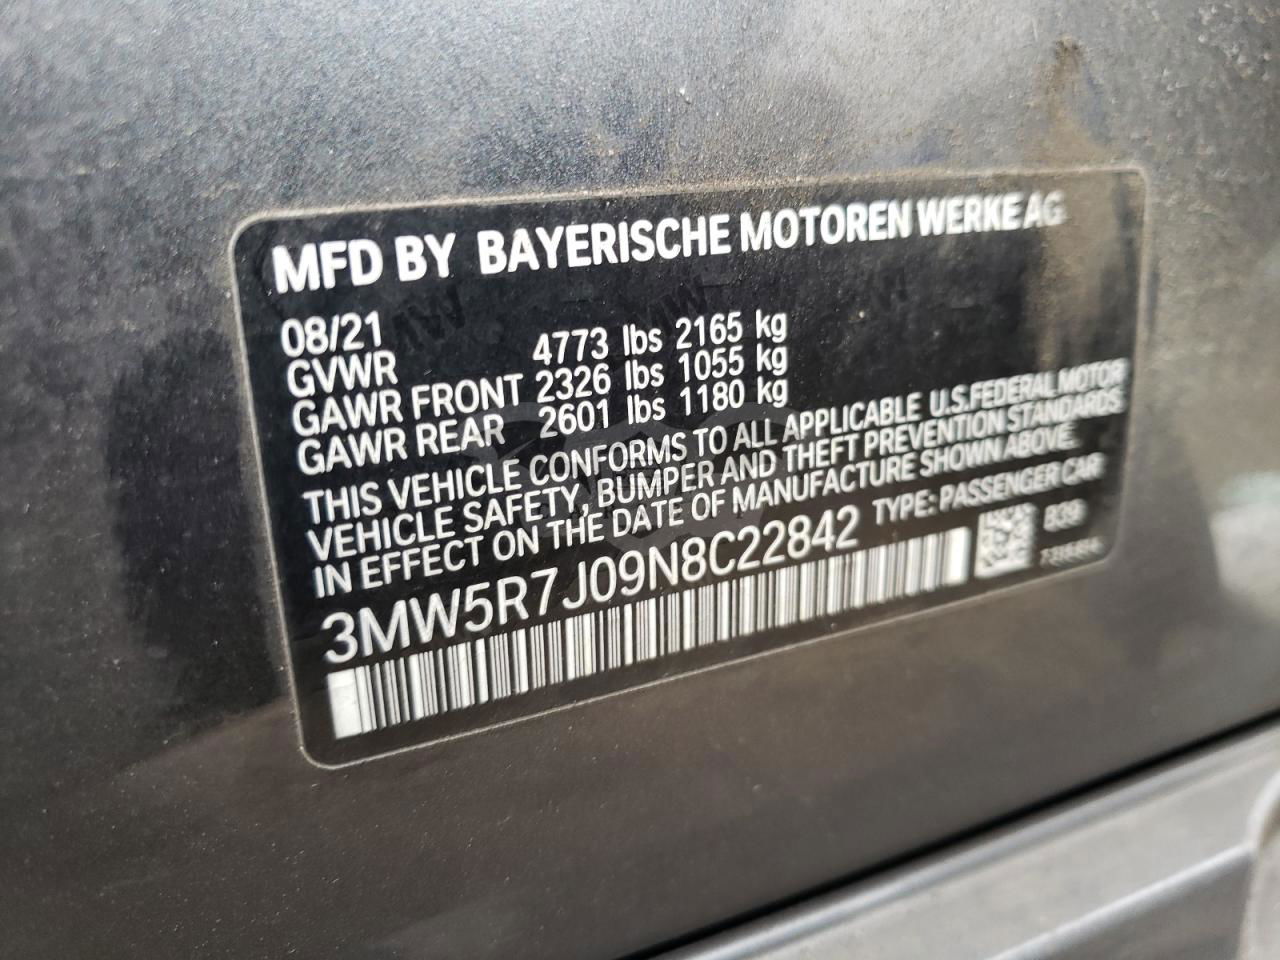 MFD BY BAYERISCHE MOTOREN WERKE AG
08/21
GVWR 4773 lbs 2165 kg
GAWR FRONT 2326 lbs 1055 kg
GAWR REAR 2601 lbs 1180 kg
THIS VEHICLE CONFORMS TO ALL APPLICABLE U.S.FEDERAL MOTOR
VEHICLE SAFETY, BUMPER AND THEFT PREVENTION STANDARDS
IN EFFECT ON THE DATE OF MANUFACTURE SHOWN ABOVE.
3MW5R7J09N8C22842 TYPE: PASSENGER CAR